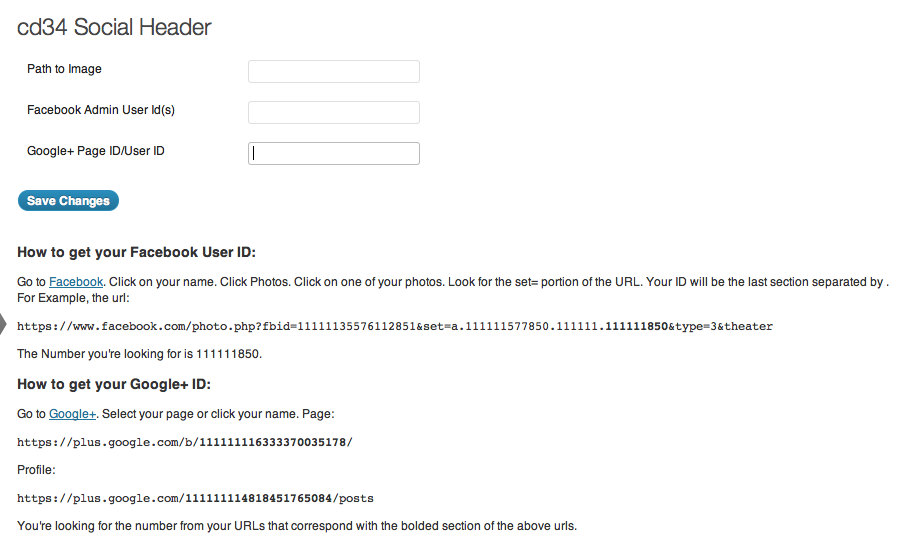 cd34 Social Header
Path to Image
Facebook Admin User Id(s)
Google+ Page ID/User ID
Save Changes
How to get your Facebook User ID:
Go to Facebook. Click on your name. Click Photos. Click on one of your photos. Look for the set= portion of the URL. Your ID will be the last section separated by .
For Example, the url:
https://www.facebook.com/photo.php?fbid=11111135576112851&set=a.111111577850.111111.111111850&type=3&theater
The Number you're looking for is 111111850.
How to get your Google+ ID:
Go to Google+. Select your page or click your name. Page:
https://plus.google.com/b/111111116333370035178/
Profile:
https://plus.google.com/111111114818451765084/posts
You're looking for the number from your URLs that correspond with the bolded section of the above urls.